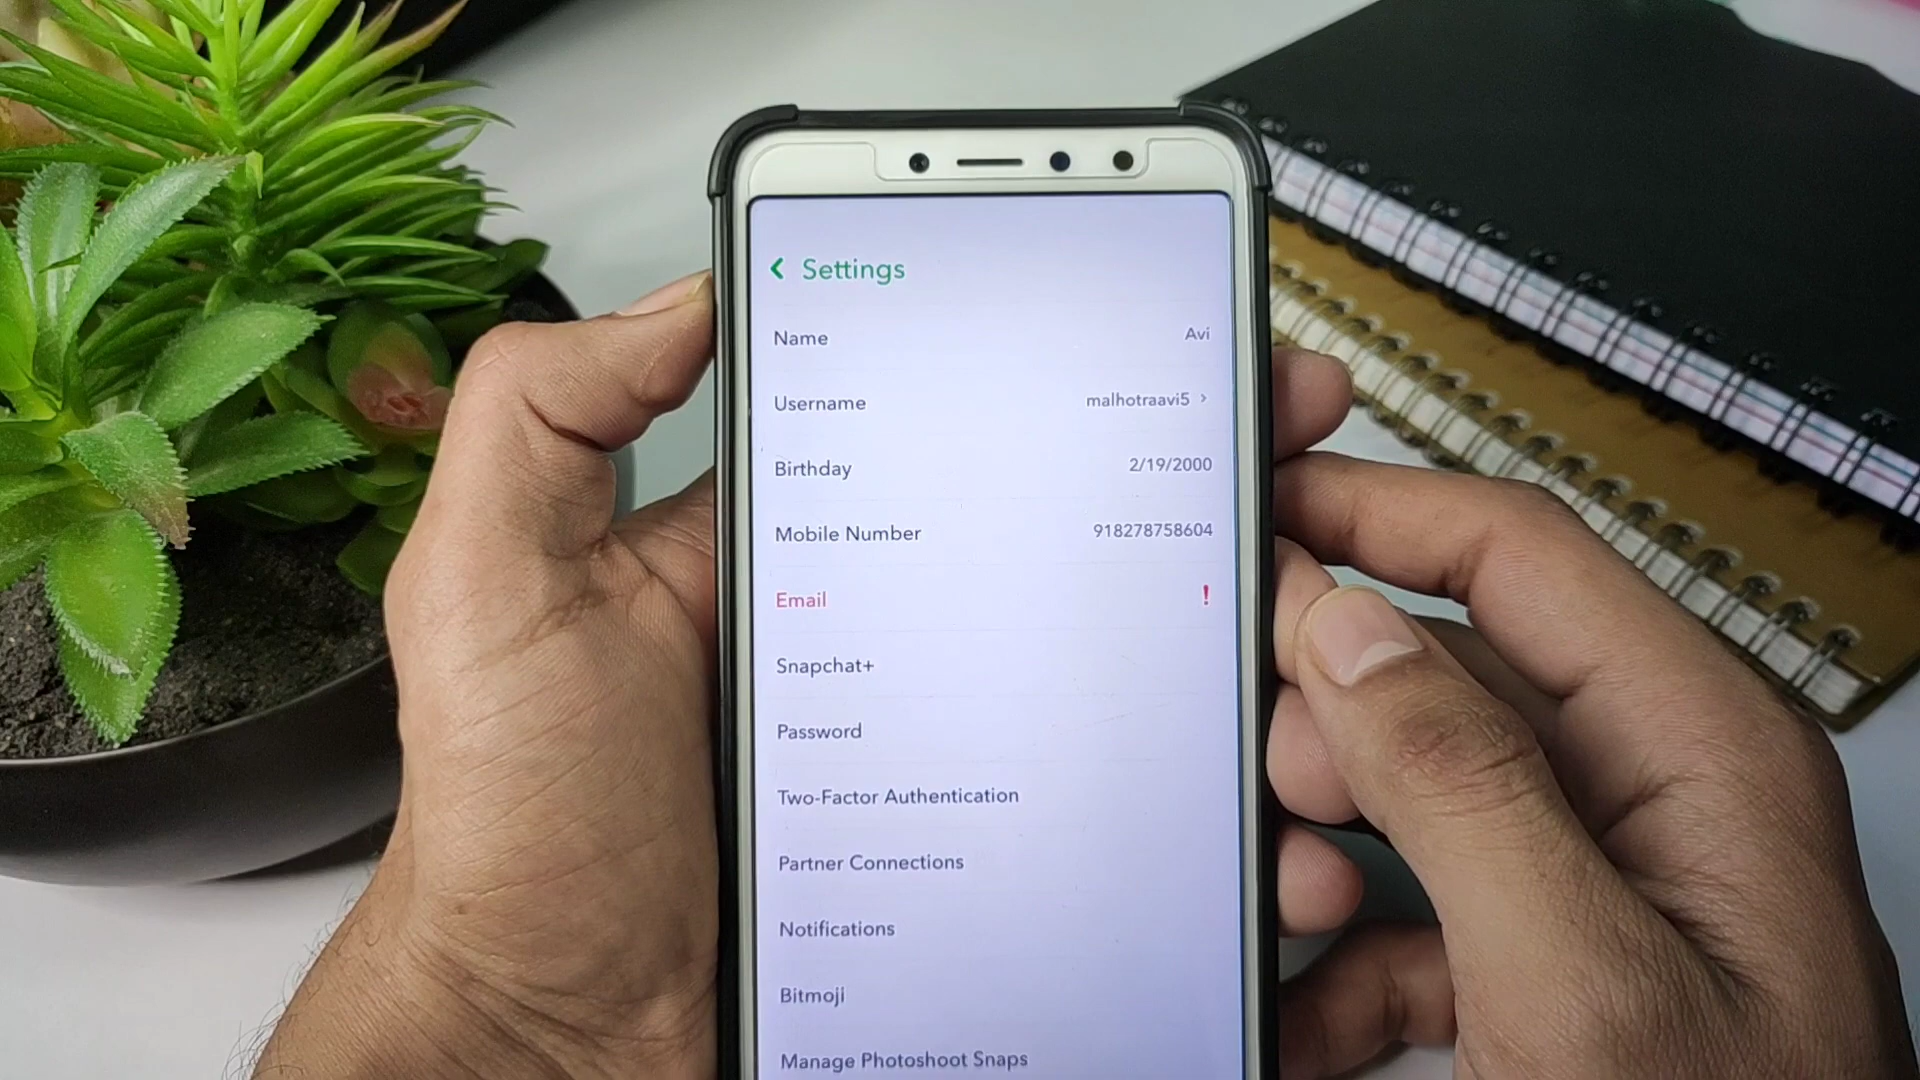 Settings
Name Avi
Username malhotraavi5 >
Birthday 2/19/2000
Mobile Number 918278758604
Email !
Snapchat+
Password
Two-Factor Authentication
Partner Connections
Notifications
Bitmoji
Manage Photoshoot Snaps